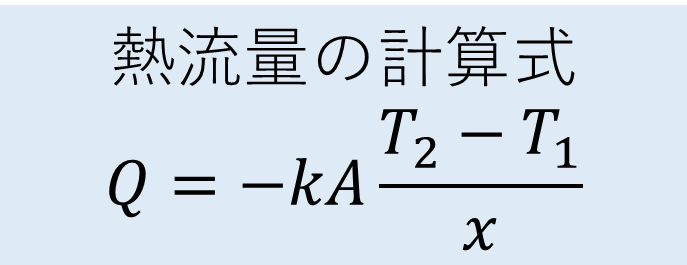 熱流量の計算式
Q = −kA (T₂ − T₁) / x